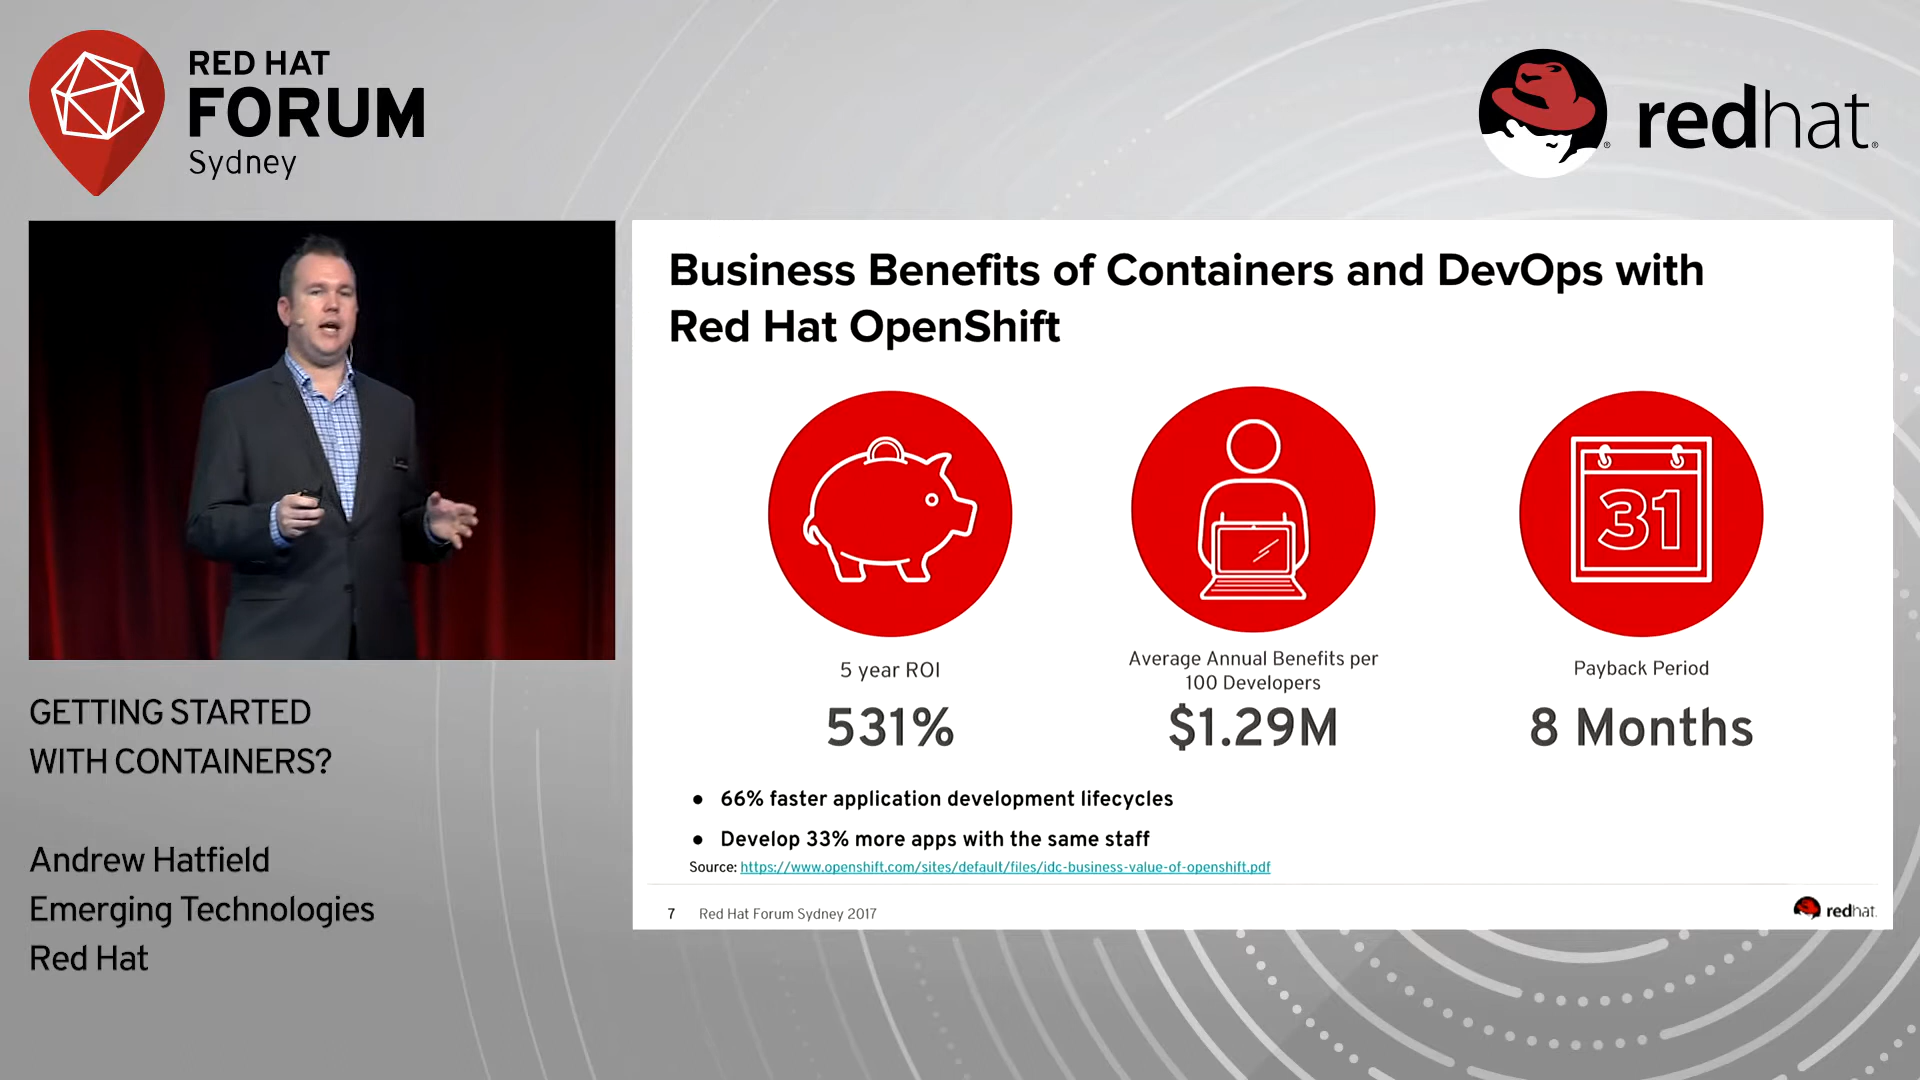 RED HAT
FORUM
Sydney
redhat.
GETTING STARTED
WITH CONTAINERS?
Andrew Hatfield
Emerging Technologies
Red Hat
Business Benefits of Containers and DevOps with
Red Hat OpenShift
31
5 year ROI
531%
Average Annual Benefits per
100 Developers
$1.29M
Payback Period
8 Months
● 66% faster application development lifecycles
● Develop 33% more apps with the same staff
Source: https://www.openshift.com/sites/default/files/idc-business-value-of-openshift.pdf
7 Red Hat Forum Sydney 2017
redhat.